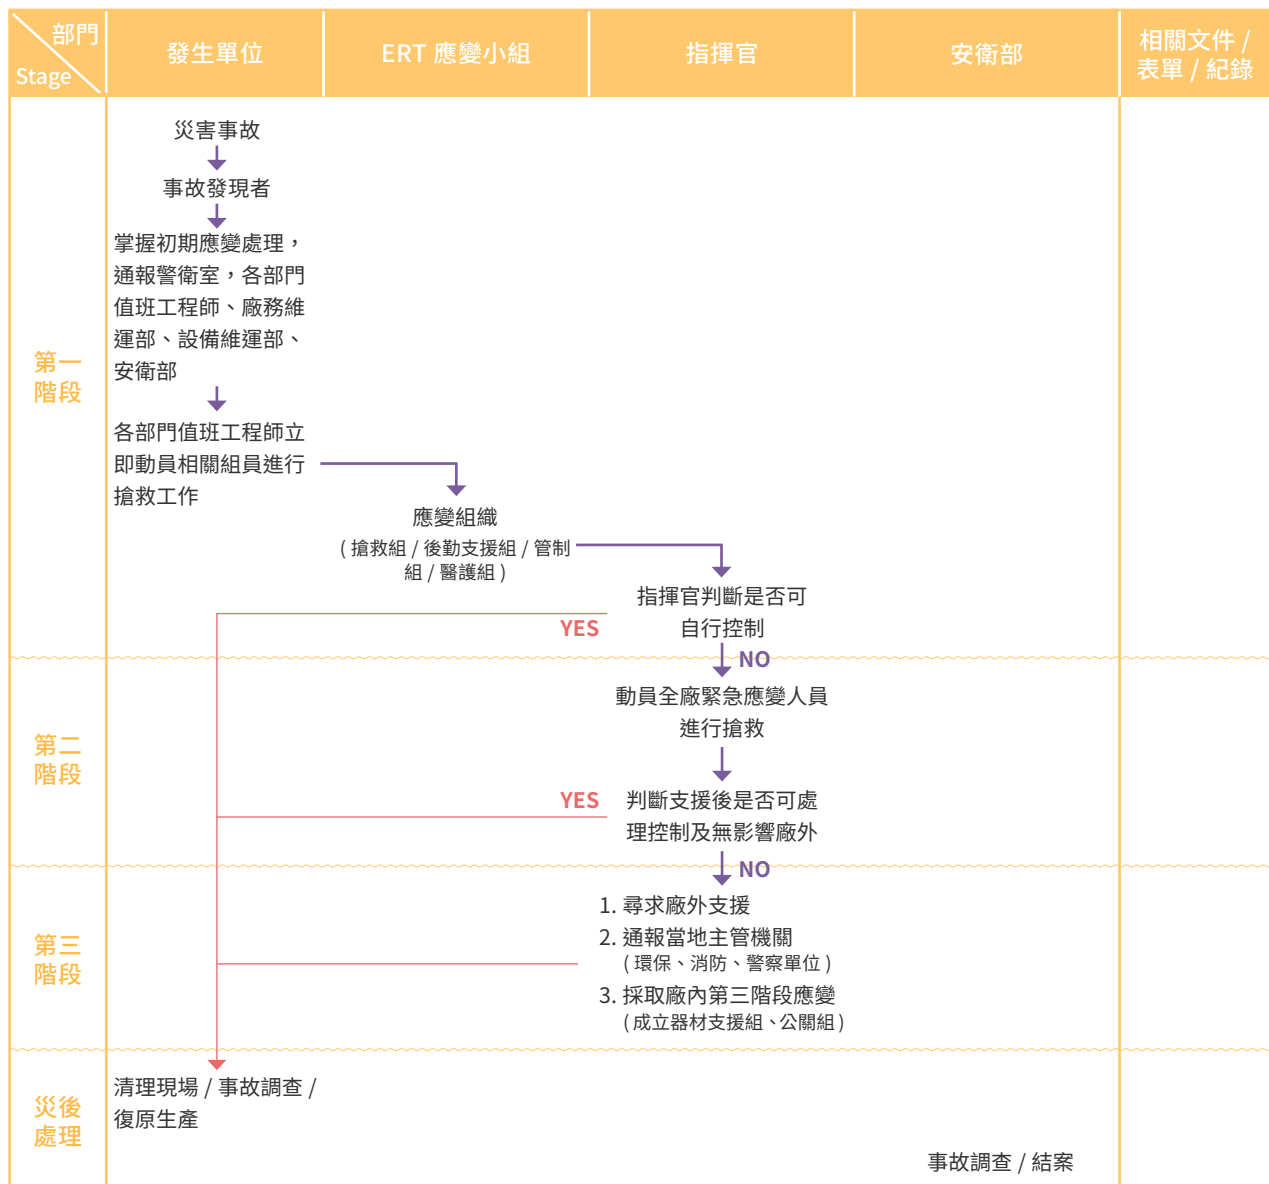 部門
Stage
發生單位
ERT 應變小組
指揮官
安衛部
相關文件 /
表單 / 紀錄
第一
階段
災害事故
事故發現者
掌握初期應變處理，
通報警衛室，各部門
值班工程師、廠務維
運部、設備維運部、
安衛部
各部門值班工程師立
即動員相關組員進行
搶救工作
應變組織
( 搶救組 / 後勤支援組 / 管制
組 / 醫護組 )
指揮官判斷是否可
自行控制
YES
NO
第二
階段
動員全廠緊急應變人員
進行搶救
YES
判斷支援後是否可處
理控制及無影響廠外
NO
第三
階段
1. 尋求廠外支援
2. 通報當地主管機關
( 環保、消防、警察單位 )
3. 採取廠內第三階段應變
( 成立器材支援組、公關組 )
災後
處理
清理現場 / 事故調查 /
復原生產
事故調查 / 結案